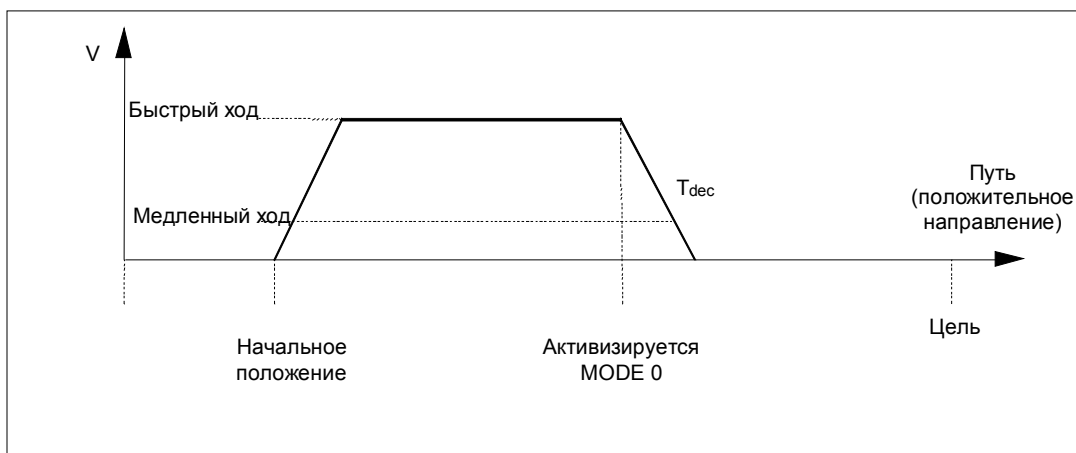 V
Быстрый ход
Медленный ход
Tdec
Путь
(положительное
направление)
Начальное
положение
Активизируется
MODE 0
Цель